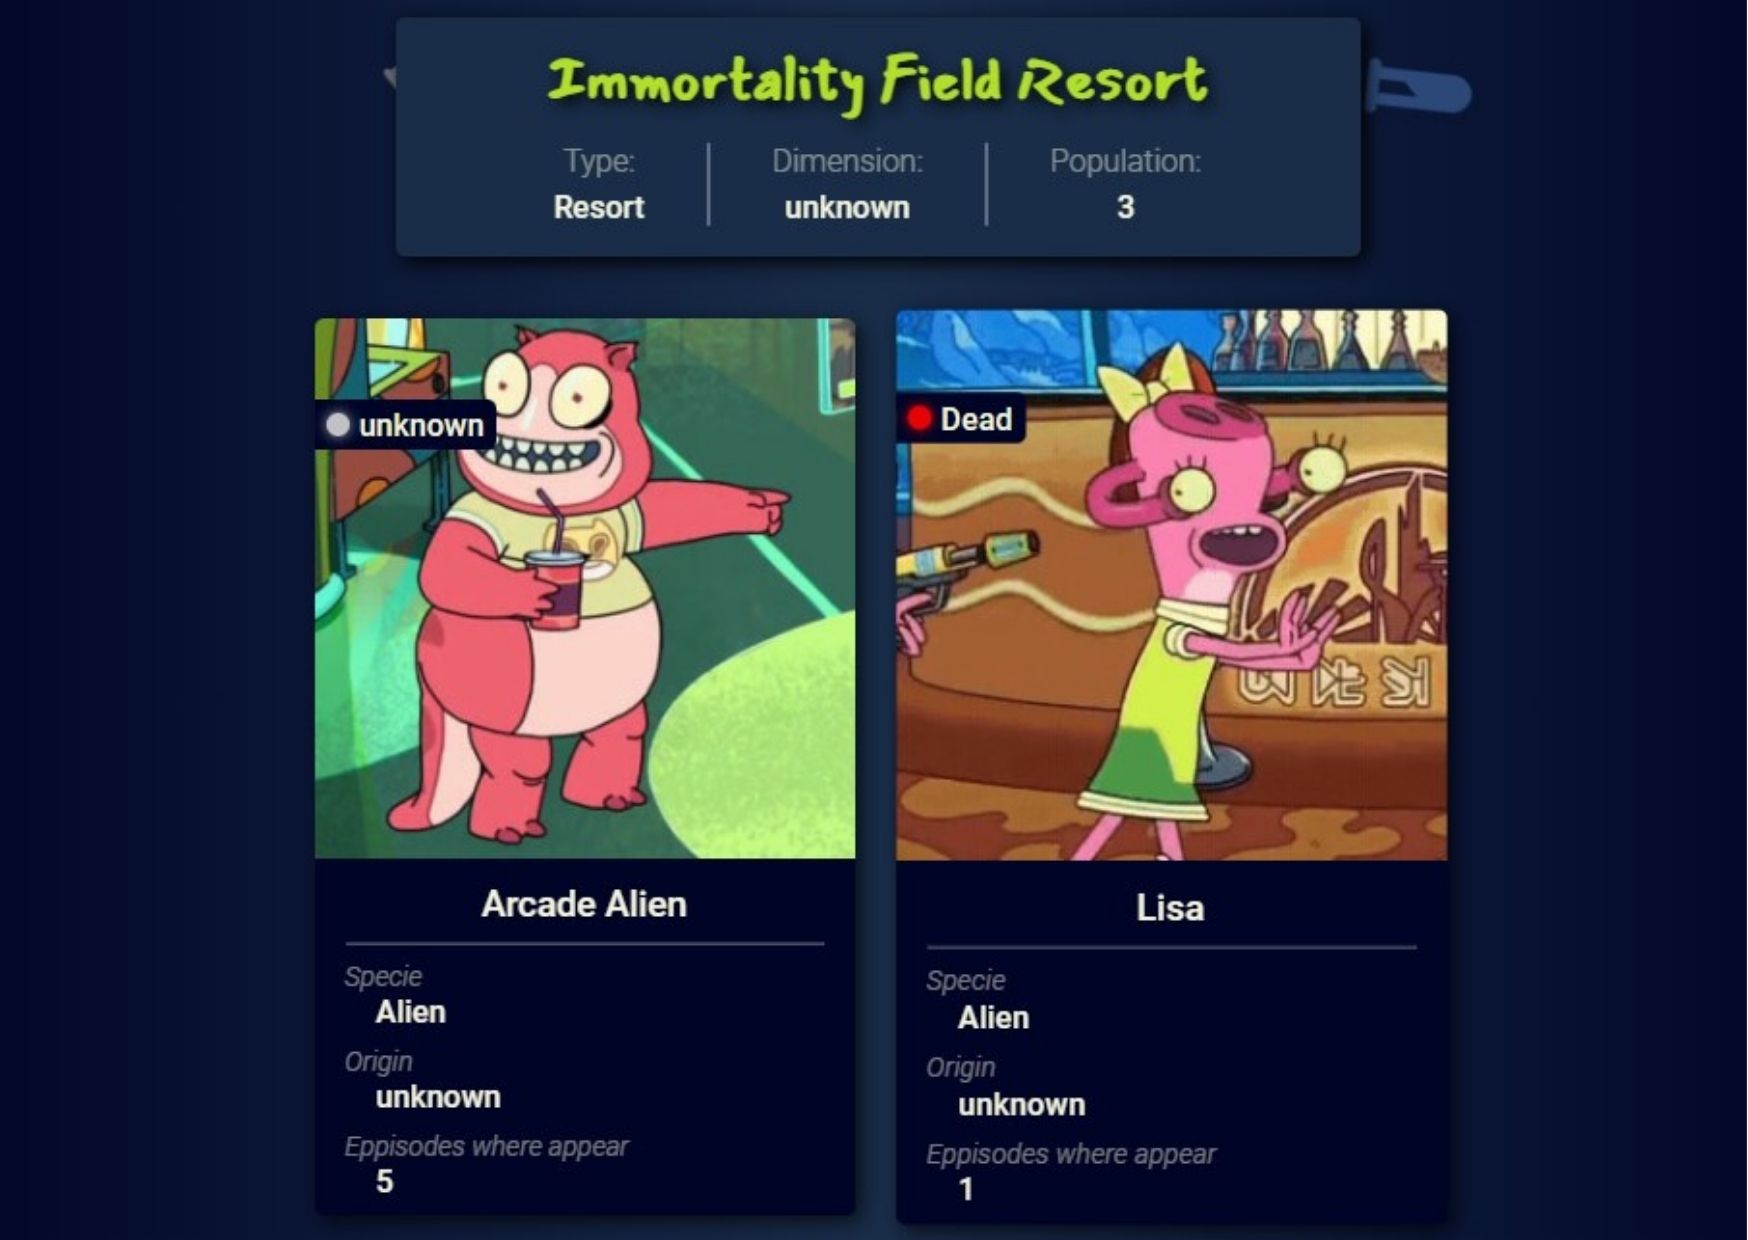 Immortality Field Resort
Type:
Resort
Dimension:
unknown
Population:
3
unknown
Arcade Alien
Specie
Alien
Origin
unknown
Eppisodes where appear
5
Dead
Lisa
Specie
Alien
Origin
unknown
Eppisodes where appear
1